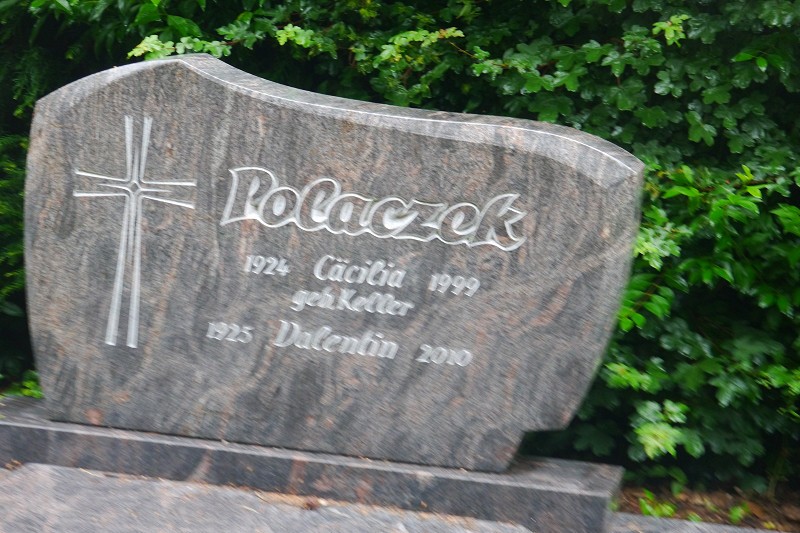 Polaczek
1924 Cäcilia 1999
geb. Keller
1925 Valentin 2010